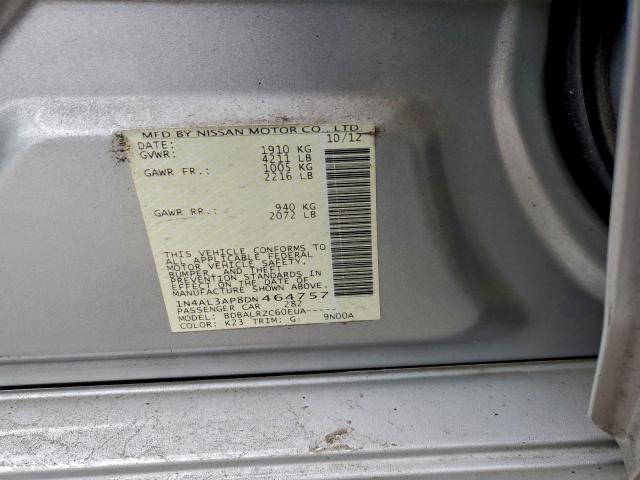 MFD BY NISSAN MOTOR CO., LTD
DATE: 10/12
GVWR: 1910 KG
4211 LB
GAWR FR.: 1005 KG
2216 LB
GAWR RR.: 940 KG
2072 LB
THIS VEHICLE CONFORMS TO
ALL APPLICABLE FEDERAL
MOTOR VEHICLE SAFETY,
BUMPER, AND THEFT
PREVENTION STANDARDS IN
EFFECT ON THE DATE OF
MANUFACTURE SHOWN ABOVE.
1N4AL3AP8DN464757
PASSENGER CAR 282
MODEL: BDBALRZC60EUA-----
COLOR: K23 TRIM: G 9N00A